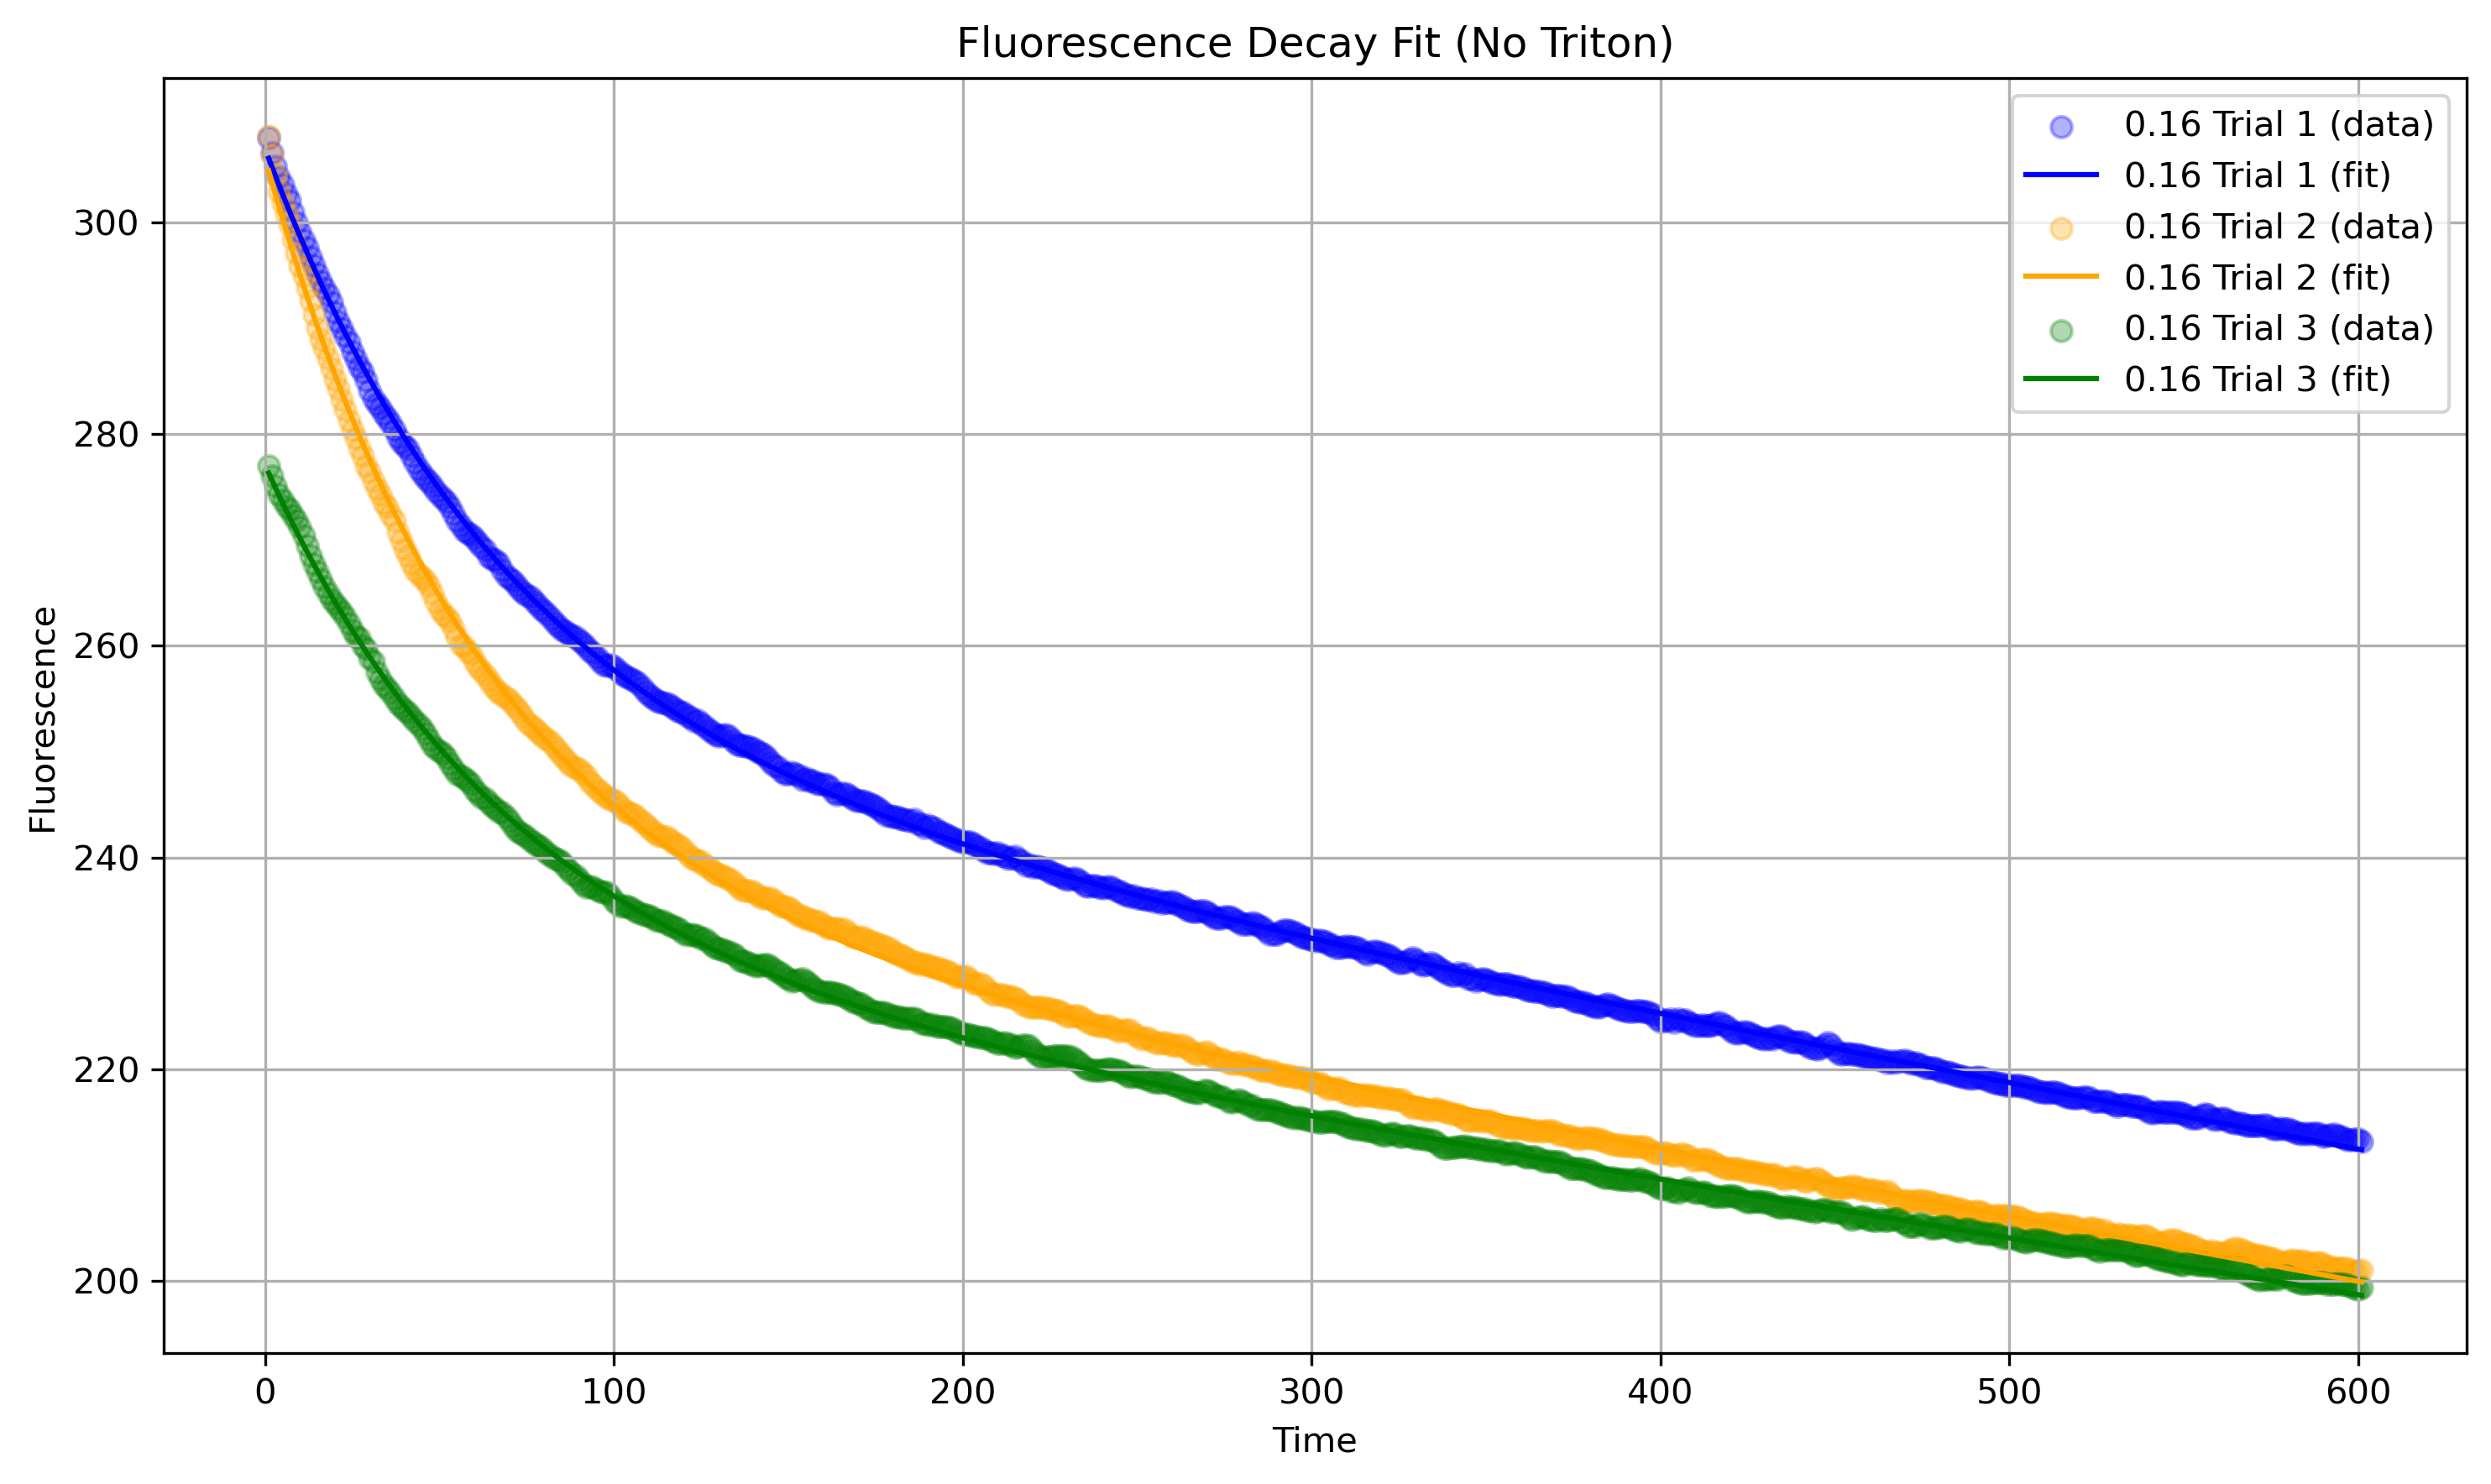 Fluorescence Decay Fit (No Triton)
0.16 Trial 1 (data)
0.16 Trial 1 (fit)
0.16 Trial 2 (data)
0.16 Trial 2 (fit)
0.16 Trial 3 (data)
0.16 Trial 3 (fit)
Fluorescence
300
280
260
240
220
200
0 100 200 300 400 500 600
Time